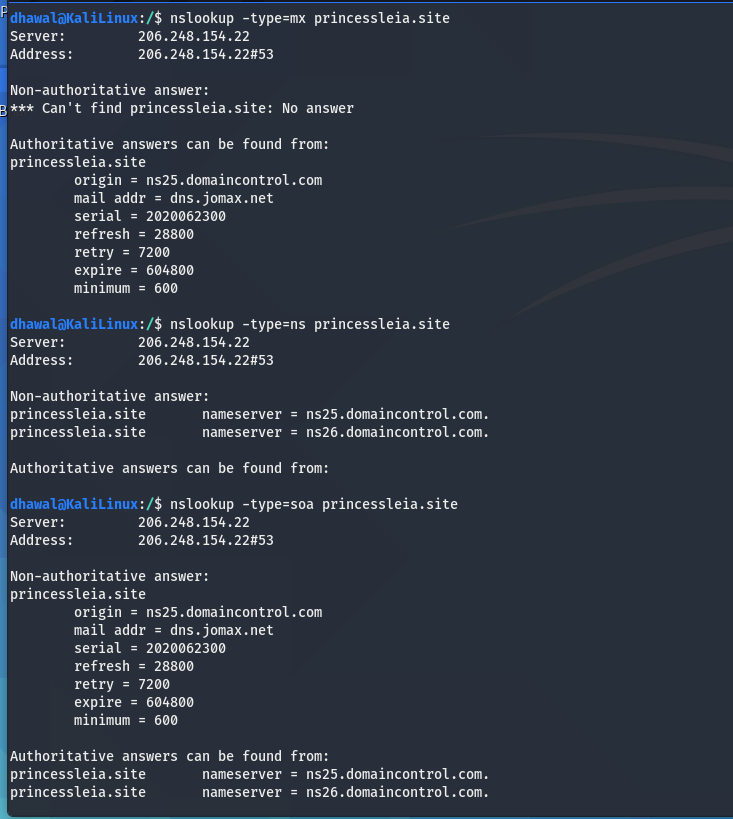 dhawal@KaliLinux:/$ nslookup -type=mx princessleia.site
Server:		206.248.154.22
Address:	206.248.154.22#53

Non-authoritative answer:
*** Can't find princessleia.site: No answer

Authoritative answers can be found from:
princessleia.site
	origin = ns25.domaincontrol.com
	mail addr = dns.jomax.net
	serial = 2020062300
	refresh = 28800
	retry = 7200
	expire = 604800
	minimum = 600

dhawal@KaliLinux:/$ nslookup -type=ns princessleia.site
Server:		206.248.154.22
Address:	206.248.154.22#53

Non-authoritative answer:
princessleia.site	nameserver = ns25.domaincontrol.com.
princessleia.site	nameserver = ns26.domaincontrol.com.

Authoritative answers can be found from:

dhawal@KaliLinux:/$ nslookup -type=soa princessleia.site
Server:		206.248.154.22
Address:	206.248.154.22#53

Non-authoritative answer:
princessleia.site
	origin = ns25.domaincontrol.com
	mail addr = dns.jomax.net
	serial = 2020062300
	refresh = 28800
	retry = 7200
	expire = 604800
	minimum = 600

Authoritative answers can be found from:
princessleia.site	nameserver = ns25.domaincontrol.com.
princessleia.site	nameserver = ns26.domaincontrol.com.